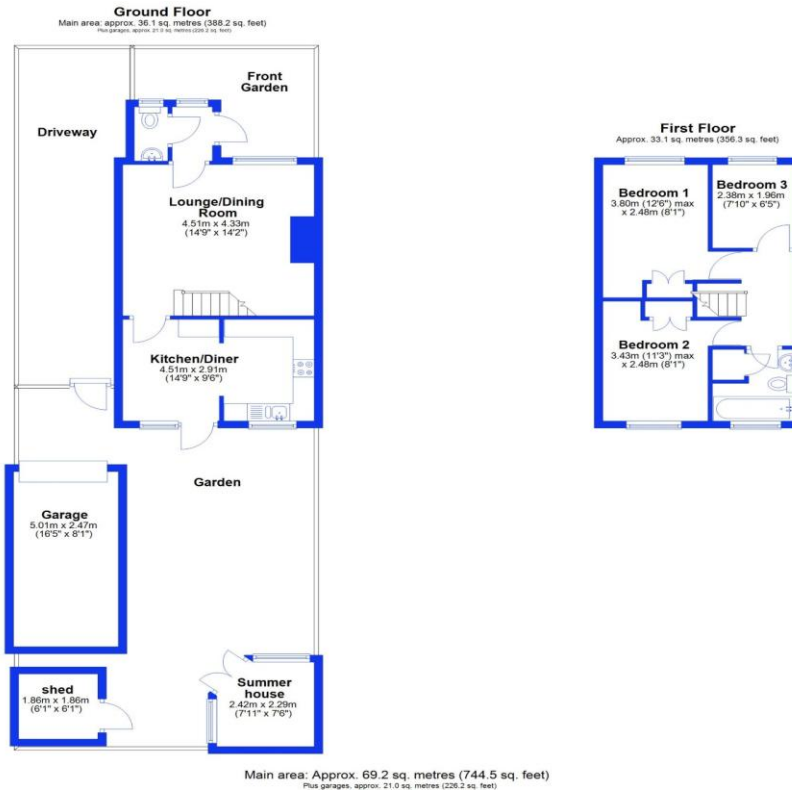 Ground Floor
Main area: approx. 36.1 sq. metres (388.2 sq. feet)
Plus garages, approx. 21.0 sq. metres (226.2 sq. feet)
Front
Garden
Driveway
Lounge/Dining
Room
4.51m x 4.33m
(14'9" x 14'2")
Kitchen/Diner
4.51m x 2.91m
(14'9" x 9'6")
Garden
Garage
5.01m x 2.47m
(16'5" x 8'1")
shed
1.86m x 1.86m
(6'1" x 6'1")
Summer
house
2.42m x 2.29m
(7'11" x 7'6")
First Floor
Approx. 33.1 sq. metres (356.3 sq. feet)
Bedroom 1
3.80m (12'6") max
x 2.48m (8'1")
Bedroom 3
2.38m x 1.96m
(7'10" x 6'5")
Bedroom 2
3.43m (11'3") max
x 2.48m (8'1")
Main area: Approx. 69.2 sq. metres (744.5 sq. feet)
Plus garages, approx. 21.0 sq. metres (226.2 sq. feet)